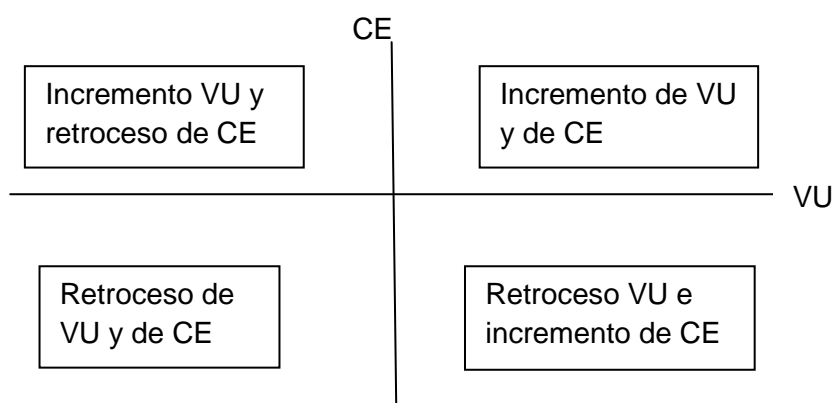 CE
Incremento VU y
retroceso de CE
Incremento de VU
y de CE
VU
Retroceso de
VU y de CE
Retroceso VU e
incremento de CE